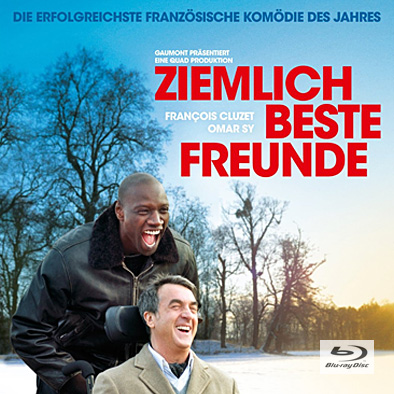 DIE ERFOLGREICHSTE FRANZÖSISCHE KOMÖDIE DES JAHRES
GAUMONT PRÄSENTIERT
EINE QUAD PRODUKTION
ZIEMLICH
FRANÇOIS CLUZET
OMAR SY
BESTE
FREUNDE
Blu-ray Disc